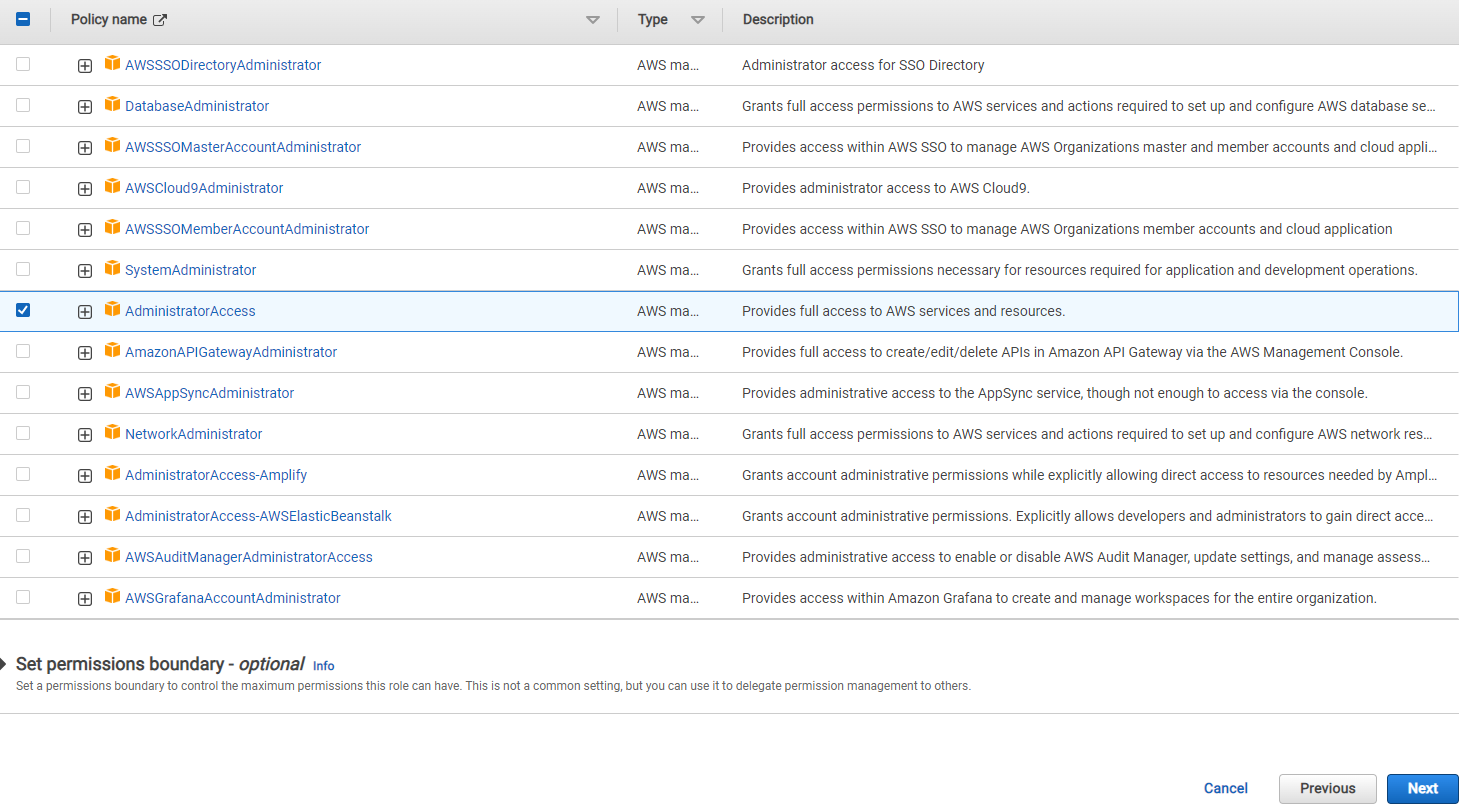 Policy name Type Description
AWSSSODirectoryAdministrator AWS ma... Administrator access for SSO Directory
DatabaseAdministrator AWS ma... Grants full access permissions to AWS services and actions required to set up and configure AWS database se...
AWSSSOMasterAccountAdministrator AWS ma... Provides access within AWS SSO to manage AWS Organizations master and member accounts and cloud appli...
AWSCloud9Administrator AWS ma... Provides administrator access to AWS Cloud9.
AWSSSOMemberAccountAdministrator AWS ma... Provides access within AWS SSO to manage AWS Organizations member accounts and cloud application
SystemAdministrator AWS ma... Grants full access permissions necessary for resources required for application and development operations.
AdministratorAccess AWS ma... Provides full access to AWS services and resources.
AmazonAPIGatewayAdministrator AWS ma... Provides full access to create/edit/delete APIs in Amazon API Gateway via the AWS Management Console.
AWSAppSyncAdministrator AWS ma... Provides administrative access to the AppSync service, though not enough to access via the console.
NetworkAdministrator AWS ma... Grants full access permissions to AWS services and actions required to set up and configure AWS network res...
AdministratorAccess-Amplify AWS ma... Grants account administrative permissions while explicitly allowing direct access to resources needed by Ampl...
AdministratorAccess-AWSElasticBeanstalk AWS ma... Grants account administrative permissions. Explicitly allows developers and administrators to gain direct acce...
AWSAuditManagerAdministratorAccess AWS ma... Provides administrative access to enable or disable AWS Audit Manager, update settings, and manage assess...
AWSGrafanaAccountAdministrator AWS ma... Provides access within Amazon Grafana to create and manage workspaces for the entire organization.
Set permissions boundary - optional Info
Set a permissions boundary to control the maximum permissions this role can have. This is not a common setting, but you can use it to delegate permission management to others.
Cancel Previous Next